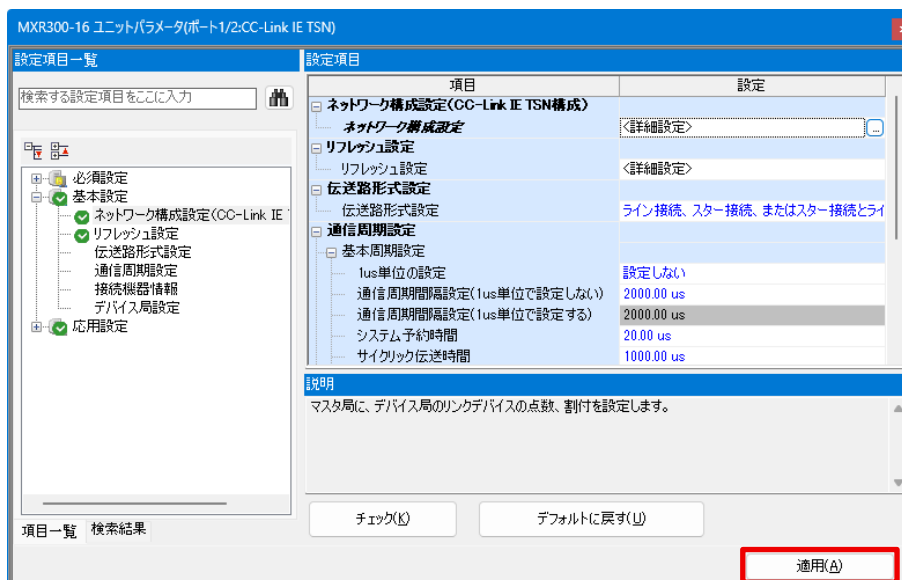 MXR300-16 ユニットパラメータ(ポート1/2:CC-Link IE TSN)
設定項目一覧
検索する設定項目をここに入力
必須設定
基本設定
ネットワーク構成設定(CC-Link IE
リフレッシュ設定
伝送路形式設定
通信周期設定
接続機器情報
デバイス局設定
応用設定
項目一覧 検索結果
設定項目
項目 設定
ネットワーク構成設定(CC-Link IE TSN構成)
ネットワーク構成設定 <詳細設定> ...
リフレッシュ設定
リフレッシュ設定 <詳細設定>
伝送路形式設定
伝送路形式設定 ライン接続、スター接続、またはスター接続とライ
通信周期設定
基本周期設定
1us単位の設定 設定しない
通信周期間隔設定(1us単位で設定しない) 2000.00 us
通信周期間隔設定(1us単位で設定する) 2000.00 us
システム予約時間 20.00 us
サイクリック伝送時間 1000.00 us
説明
マスタ局に、デバイス局のリンクデバイスの点数、割付を設定します。
チェック(K) デフォルトに戻す(U)
適用(A)